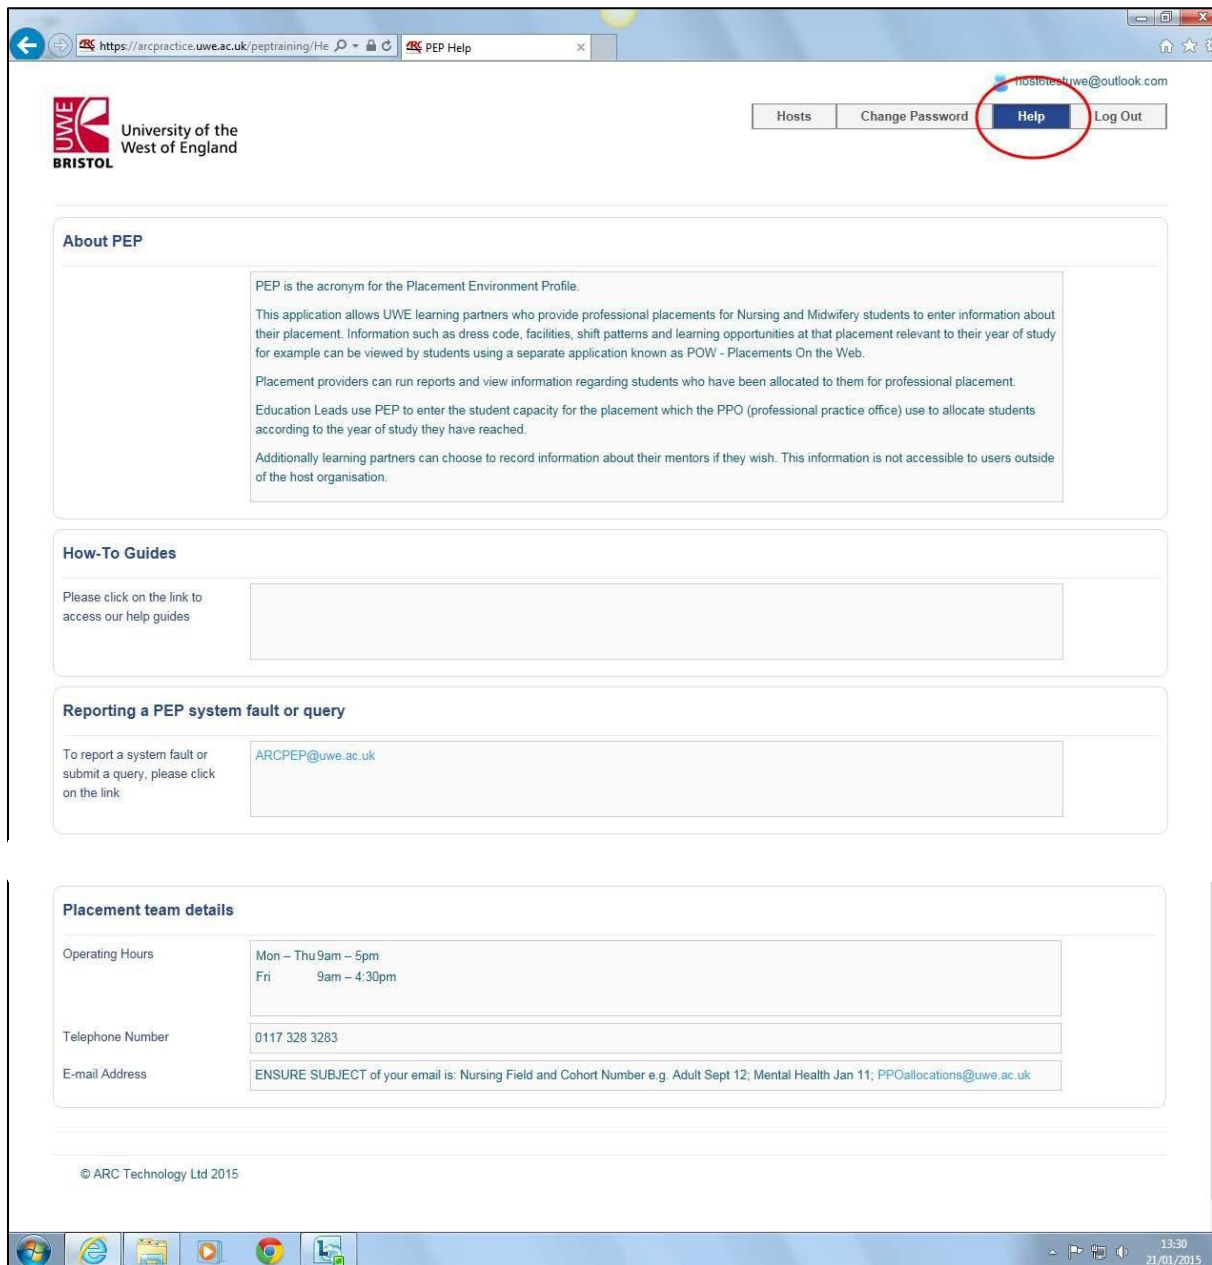 https://arcpractice.uwe.ac.uk/peptraining/He
PEP Help
host6testuwe@outlook.com
Hosts Change Password Help Log Out
UWE
BRISTOL
University of the
West of England
About PEP
PEP is the acronym for the Placement Environment Profile.
This application allows UWE learning partners who provide professional placements for Nursing and Midwifery students to enter information about
their placement. Information such as dress code, facilities, shift patterns and learning opportunities at that placement relevant to their year of study
for example can be viewed by students using a separate application known as POW - Placements On the Web.
Placement providers can run reports and view information regarding students who have been allocated to them for professional placement.
Education Leads use PEP to enter the student capacity for the placement which the PPO (professional practice office) use to allocate students
according to the year of study they have reached.
Additionally learning partners can choose to record information about their mentors if they wish. This information is not accessible to users outside
of the host organisation.
How-To Guides
Please click on the link to
access our help guides
Reporting a PEP system fault or query
To report a system fault or
submit a query, please click
on the link
ARCPEP@uwe.ac.uk
Placement team details
Operating Hours
Mon – Thu 9am – 5pm
Fri 9am – 4:30pm
Telephone Number
0117 328 3283
E-mail Address
ENSURE SUBJECT of your email is: Nursing Field and Cohort Number e.g. Adult Sept 12; Mental Health Jan 11; PPOallocations@uwe.ac.uk
© ARC Technology Ltd 2015
13:30
21/01/2015